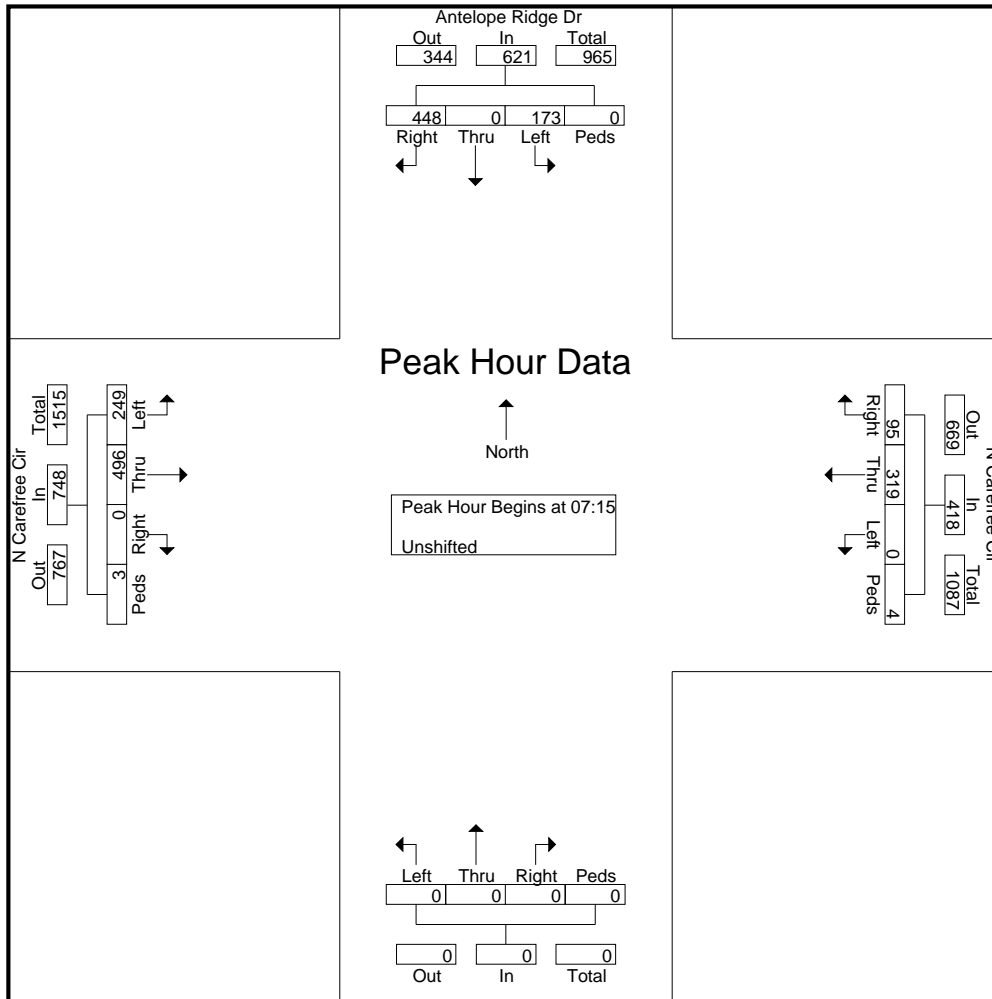 Antelope Ridge Dr
Out In Total
344 621 965
448 0 173 0
Right Thru Left Peds
Peak Hour Data
North
Peak Hour Begins at 07:15
Unshifted
N Carefree Cir
Total In Out
1515 748 767
249 496 0 3
Left Thru Right Peds
Right Thru Left Peds
95 319 0 4
Out In Total
669 418 1087
N Carefree Cir
Left Thru Right Peds
0 0 0 0
0 0 0
Out In Total